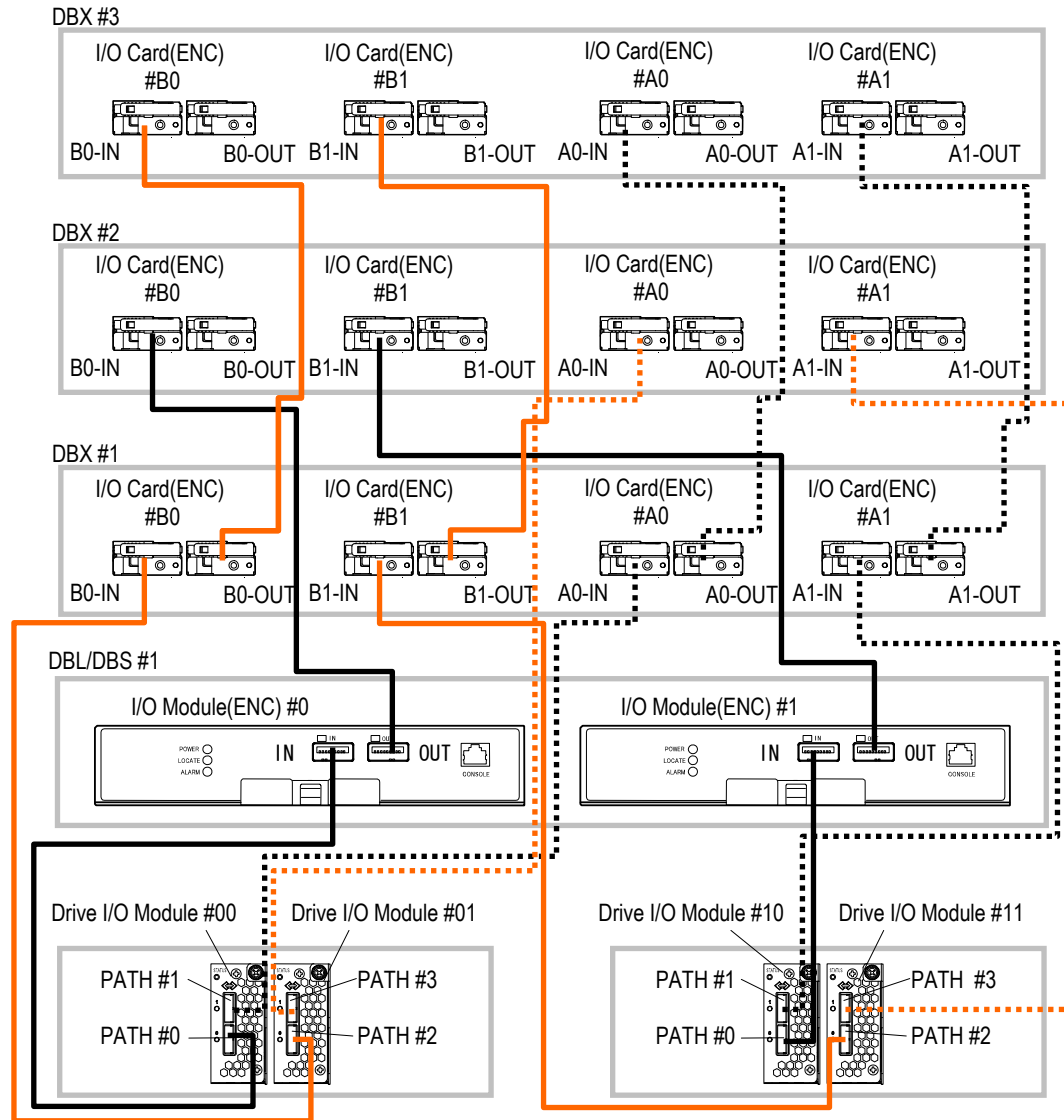 DBX #3
I/O Card(ENC) #B0
I/O Card(ENC) #B1
I/O Card(ENC) #A0
I/O Card(ENC) #A1
B0-IN B0-OUT B1-IN B1-OUT A0-IN A0-OUT A1-IN A1-OUT
DBX #2
I/O Card(ENC) #B0
I/O Card(ENC) #B1
I/O Card(ENC) #A0
I/O Card(ENC) #A1
B0-IN B0-OUT B1-IN B1-OUT A0-IN A0-OUT A1-IN A1-OUT
DBX #1
I/O Card(ENC) #B0
I/O Card(ENC) #B1
I/O Card(ENC) #A0
I/O Card(ENC) #A1
B0-IN B0-OUT B1-IN B1-OUT A0-IN A0-OUT A1-IN A1-OUT
DBL/DBS #1
I/O Module(ENC) #0
POWER
LOCATE
ALARM
IN
IN
OUT
CONSOLE
I/O Module(ENC) #1
POWER
LOCATE
ALARM
IN
IN
OUT
CONSOLE
Drive I/O Module #00
Drive I/O Module #01
Drive I/O Module #10
Drive I/O Module #11
STATUS
STATUS
PATH #1
PATH #3
PATH #0
PATH #2
STATUS
STATUS
PATH #1
PATH #3
PATH #0
PATH #2